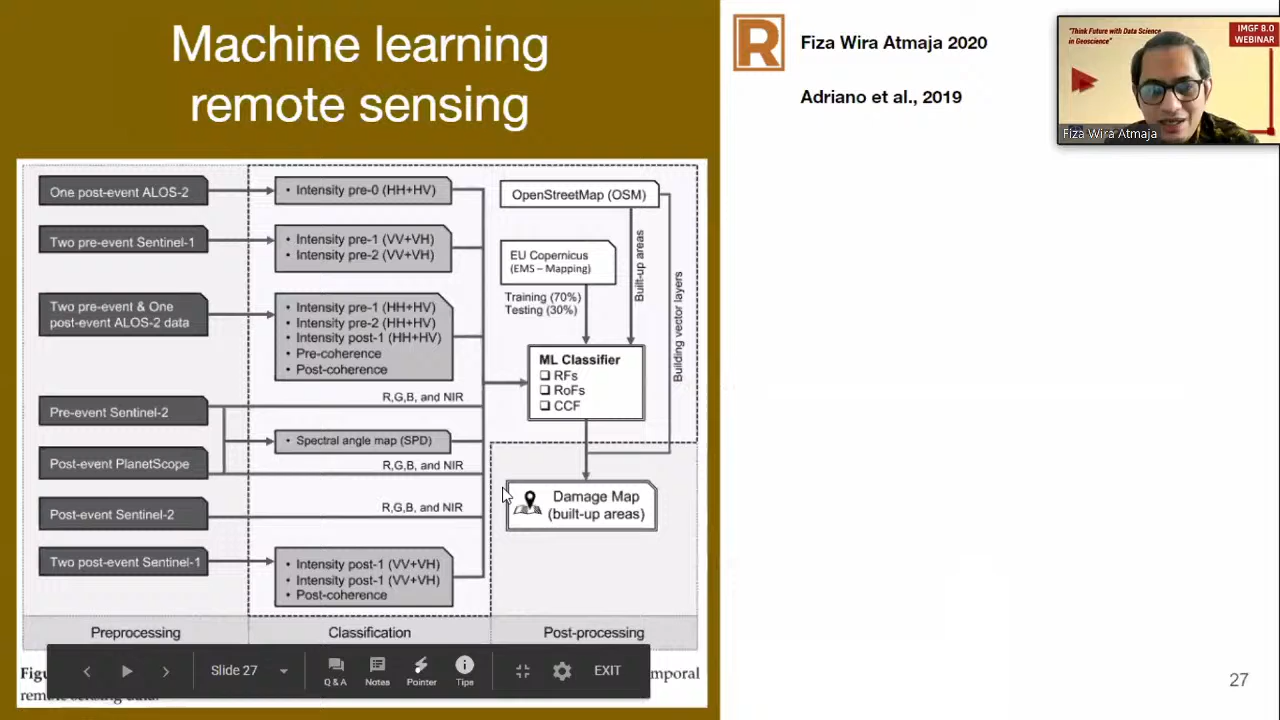 Machine learning
remote sensing
One post-event ALOS-2
Two pre-event Sentinel-1
Two pre-event & One
post-event ALOS-2 data
Pre-event Sentinel-2
Post-event PlanetScope
Post-event Sentinel-2
Two post-event Sentinel-1
• Intensity pre-0 (HH+HV)
• Intensity pre-1 (VV+VH)
• Intensity pre-2 (VV+VH)
• Intensity pre-1 (HH+HV)
• Intensity pre-2 (HH+HV)
• Intensity post-1 (HH+HV)
• Pre-coherence
• Post-coherence
R,G,B, and NIR
• Spectral angle map (SPD)
R,G,B, and NIR
R,G,B, and NIR
• Intensity post-1 (VV+VH)
• Intensity post-1 (VV+VH)
• Post-coherence
OpenStreetMap (OSM)
EU Copernicus
(EMS – Mapping)
Training (70%)
Testing (30%)
Built-up areas
Building vector layers
ML Classifier
❑ RFs
❑ RoFs
❑ CCF
Damage Map
(built-up areas)
Preprocessing
Classification
Post-processing
Slide 27
Q & A
Notes
Pointer
Tips
EXIT
temporal
remote sensing data.
R
Fiza Wira Atmaja 2020
Adriano et al., 2019
"Think Future with Data Science
in Geoscience"
IMGF 8.0
WEBINAR
Fiza Wira Atmaja
27